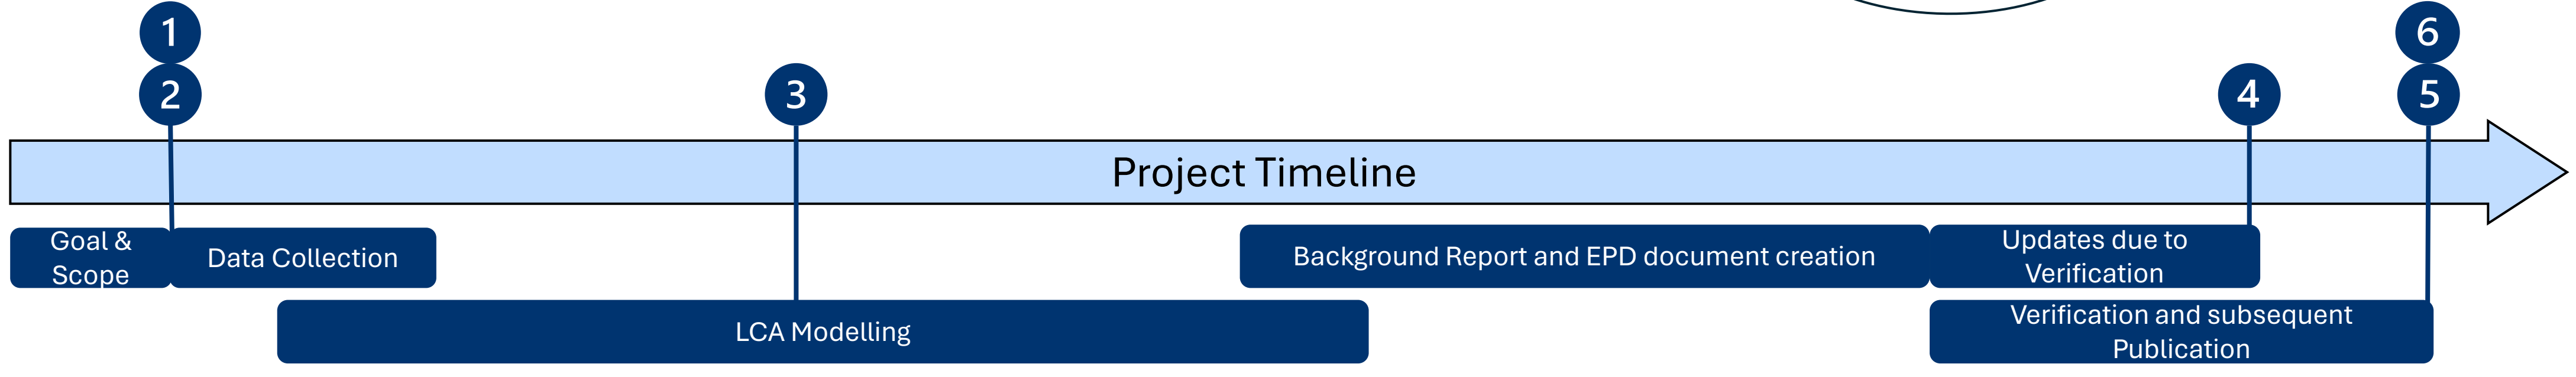 1
6
2
3
4
5
Project Timeline
Goal &
Scope
Data Collection
Background Report and EPD document creation
Updates due to
Verification
LCA Modelling
Verification and subsequent
Publication